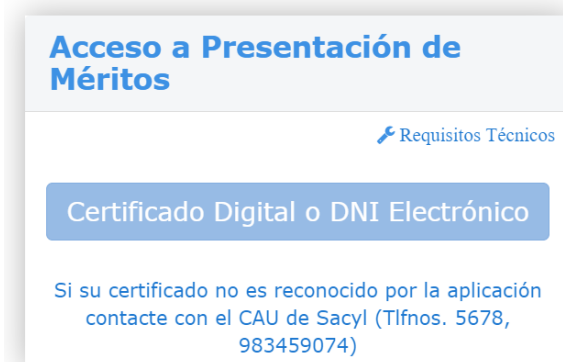 Acceso a Presentación de
Méritos
Requisitos Técnicos
Certificado Digital o DNI Electrónico
Si su certificado no es reconocido por la aplicación
contacte con el CAU de Sacyl (Tlfnos. 5678,
983459074)